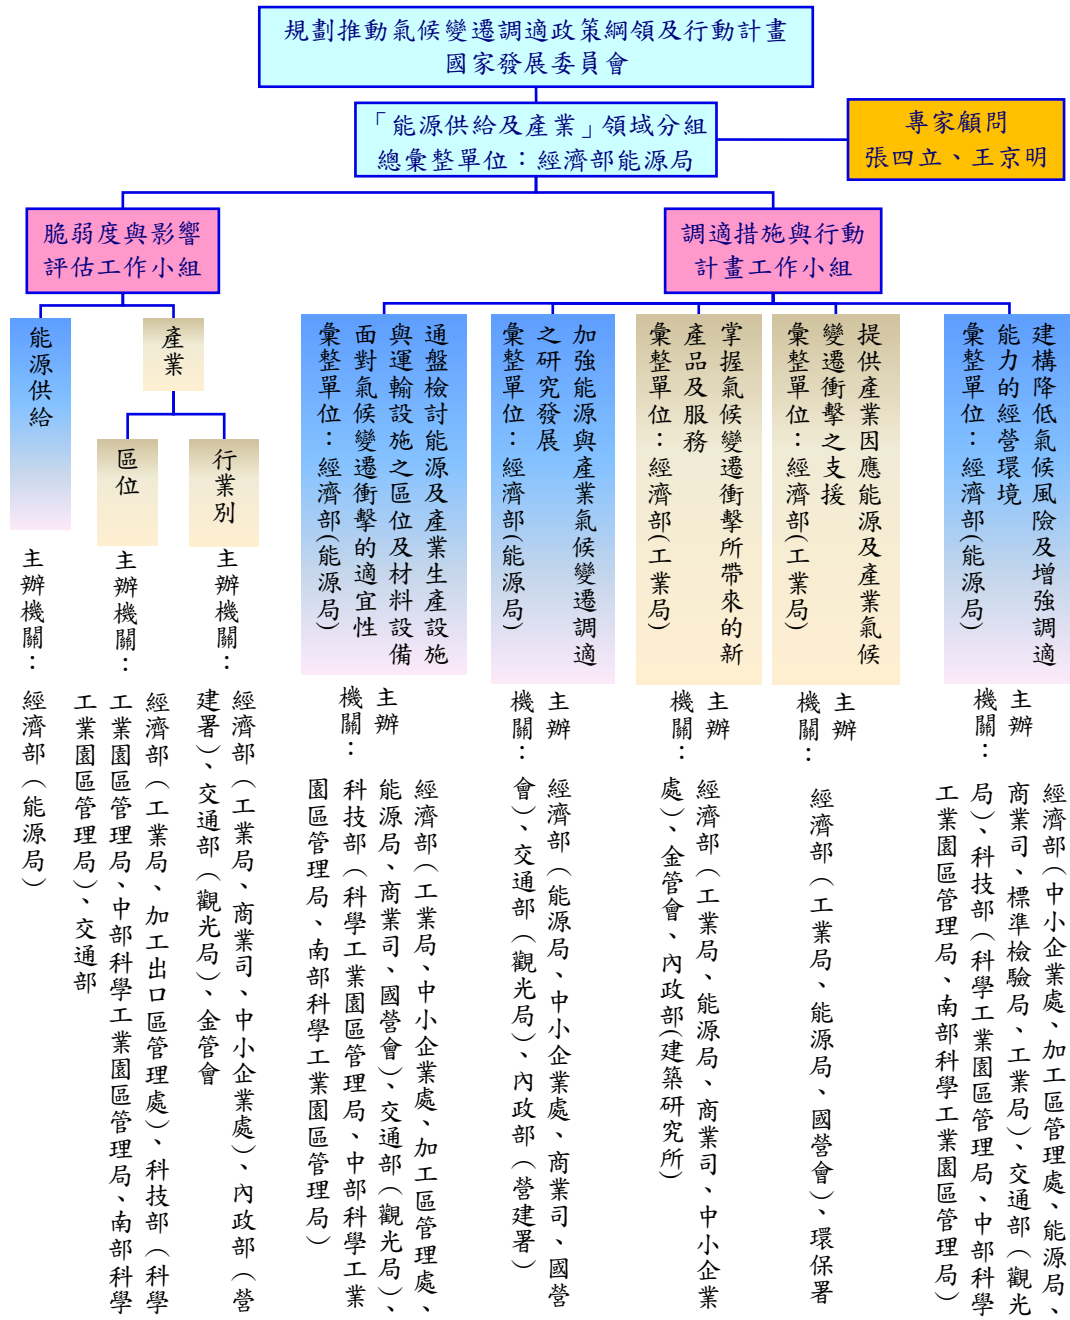 規劃推動氣候變遷調適政策綱領及行動計畫
國家發展委員會
「能源供給及產業」領域分組
總彙整單位：經濟部能源局
專家顧問
張四立、王京明
脆弱度與影響
評估工作小組
調適措施與行動
計畫工作小組
能源供給
主辦機關：
經濟部（能源局）
產業
區位
主辦機關：
經濟部（工業局、加工出口區管理處）、科技部（科學
工業園區管理局、中部科學工業園區管理局、南部科學
工業園區管理局）、交通部
行業別
主辦機關：
經濟部（工業局、商業司、中小企業處）、內政部（營
建署）、交通部（觀光局）、金管會
通盤檢討能源及產業生產設施
與運輸設施之區位及材料設備
面對氣候變遷衝擊的適宜性
彙整單位：經濟部(能源局)
主辦
機關：
經濟部（工業局、中小企業處、加工區管理處、
能源局、商業司、國營會）、交通部（觀光局）、
科技部（科學工業園區管理局、中部科學工業
園區管理局、南部科學工業園區管理局）
加強能源與產業氣候變遷調適
之研究發展
彙整單位：經濟部(能源局)
主辦
機關：
經濟部（能源局、中小企業處、商業司、國營
會）、交通部（觀光局）、內政部（營建署）
掌握氣候變遷衝擊所帶來的新
產品及服務
彙整單位：經濟部(工業局)
主辦
機關：
經濟部（工業局、能源局、商業司、中小企業
處）、金管會、內政部(建築研究所)
提供產業因應能源及產業氣候
變遷衝擊之支援
彙整單位：經濟部(工業局)
主辦
機關：
經濟部（工業局、能源局、國營會）、環保署
建構降低氣候風險及增強調適
能力的經營環境
彙整單位：經濟部(能源局)
主辦
機關：
經濟部(中小企業處、加工區管理處、能源局、
商業司、標準檢驗局、工業局)、交通部（觀光
局）、科技部（科學工業園區管理局、中部科學
工業園區管理局、南部科學工業園區管理局）